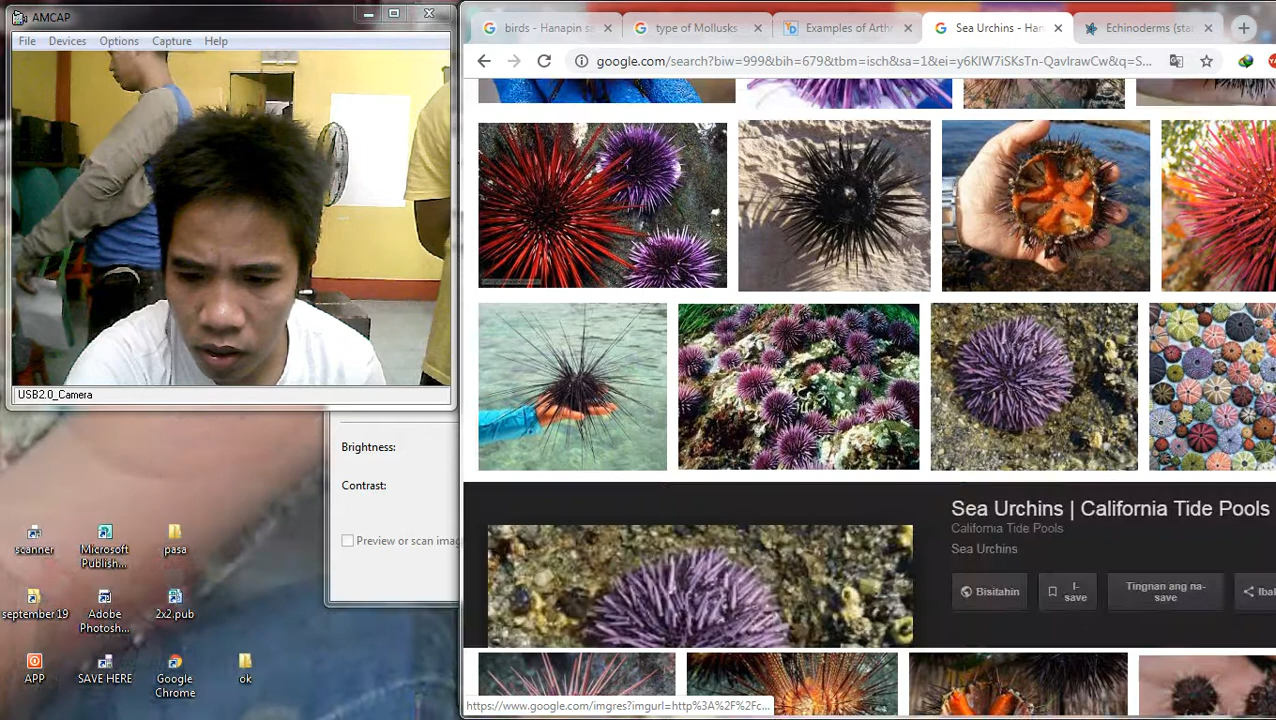 AMCAP
File Devices Options Capture Help
USB2.0_Camera
Brightness:
Contrast:
Preview or scan imag
scanner
Microsoft Publish...
pasa
september 19
Adobe Photosh...
2x2.pub
APP
SAVE HERE
Google Chrome
ok
birds - Hanapin sa
type of Mollusks
Examples of Arthr
Sea Urchins - Han
Echinoderms (star
google.com/search?biw=999&bih=679&tbm=isch&sa=1&ei=y6KIW7iSKsTn-QavlrawCw&q=S...
Sea Urchins | California Tide Pools
California Tide Pools
Sea Urchins
Bisitahin
I-save
Tingnan ang na-save
Ibal
https://www.google.com/imgres?imgurl=http%3A%2F%2Fc...